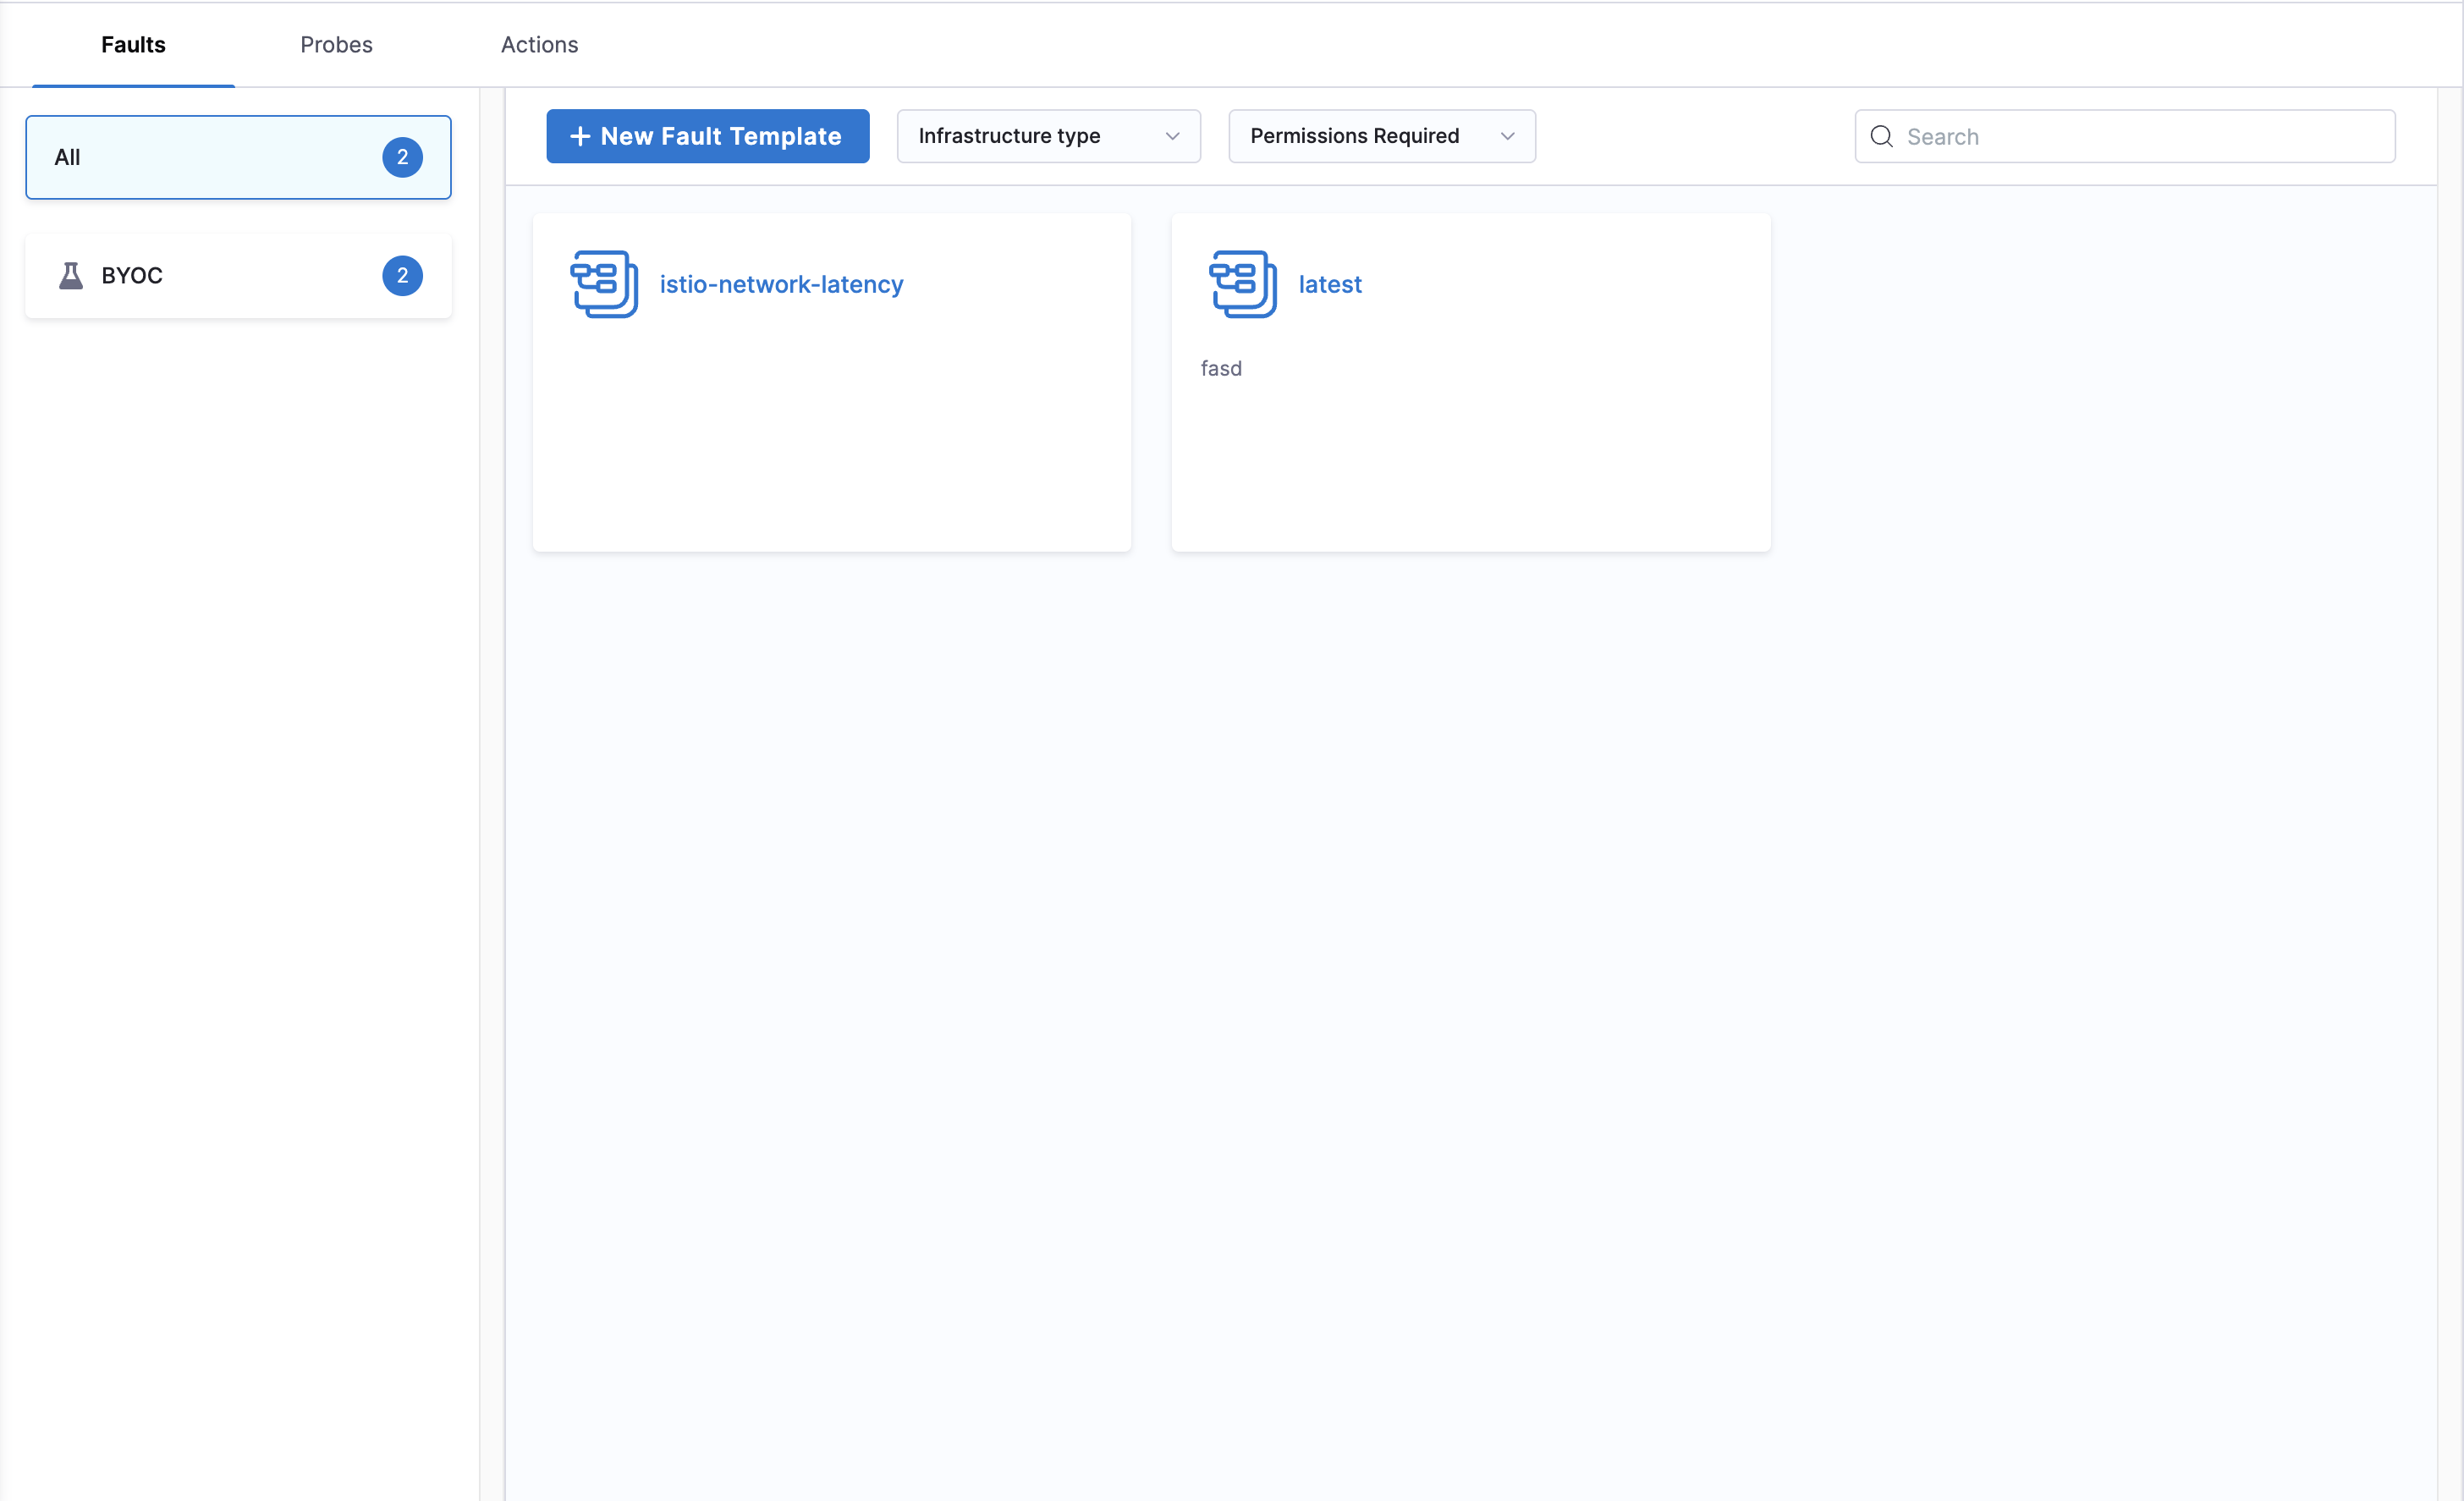 Faults
Probes
Actions
All
2
BYOC
2
New Fault Template
Infrastructure type
Permissions Required
Search
istio-network-latency
latest
fasd